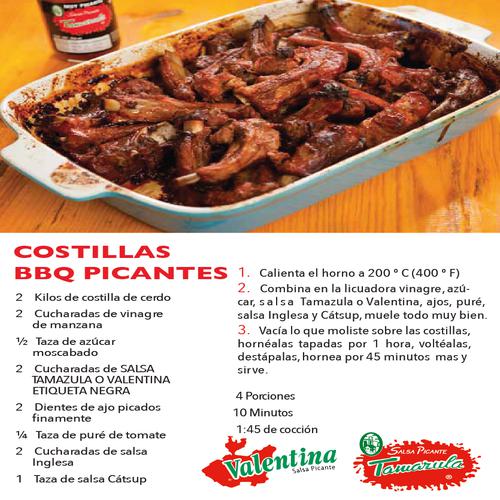 MUY PICANTE
Salsa Picante
Tamazula
COSTILLAS
BBQ PICANTES
2 Kilos de costilla de cerdo
2 Cucharadas de vinagre
de manzana
½ Taza de azúcar
moscabado
2 Cucharadas de SALSA
TAMAZULA O VALENTINA
ETIQUETA NEGRA
2 Dientes de ajo picados
finamente
¼ Taza de puré de tomate
2 Cucharadas de salsa
Inglesa
1 Taza de salsa Cátsup
1. Calienta el horno a 200 º C (400 º F)
2. Combina en la licuadora vinagre, azú-
car, salsa Tamazula o Valentina, ajos, puré,
salsa Inglesa y Cátsup, muele todo muy bien.
3. Vacía lo que moliste sobre las costillas,
hornéalas tapadas por 1 hora, voltéalas,
destápalas, hornea por 45 minutos mas y
sirve.
4 Porciones
10 Minutos
1:45 de cocción
Valentina
Salsa Picante
SALSA PICANTE
Tamazula
®